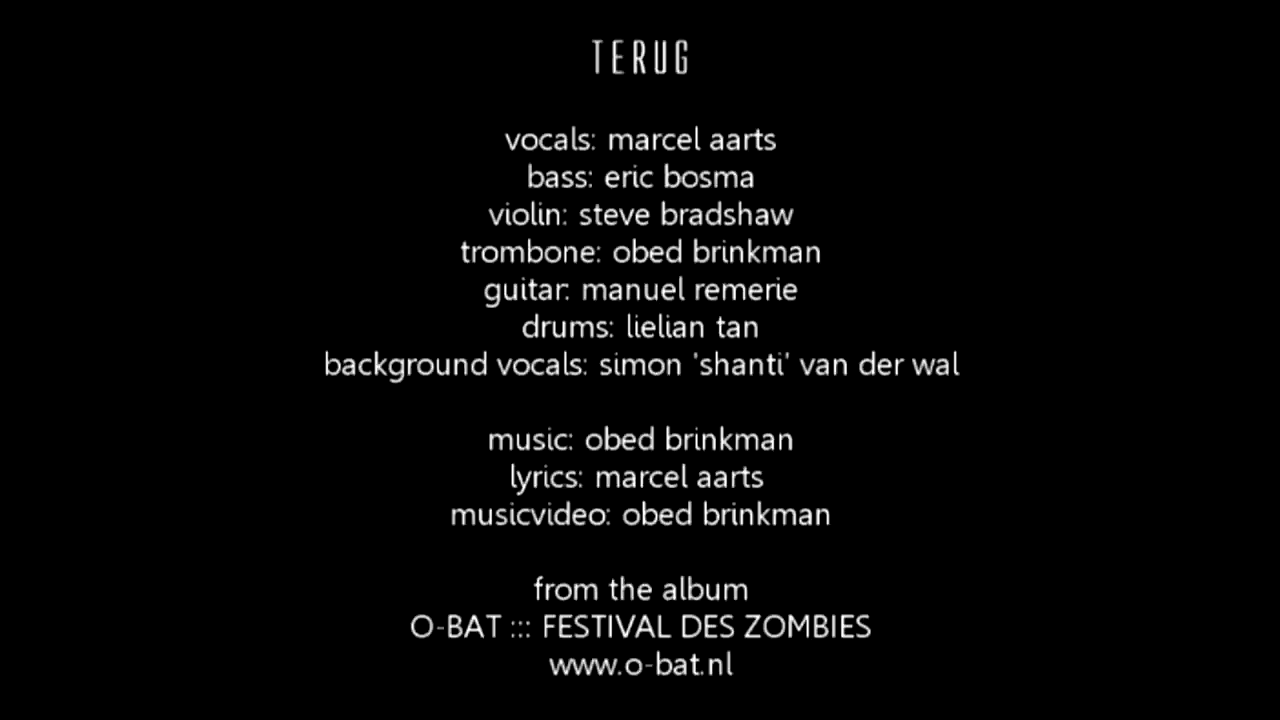 TERUG
vocals: marcel aarts
bass: eric bosma
violin: steve bradshaw
trombone: obed brinkman
guitar: manuel remerie
drums: lielian tan
background vocals: simon 'shanti' van der wal
music: obed brinkman
lyrics: marcel aarts
musicvideo: obed brinkman
from the album
O-BAT ::: FESTIVAL DES ZOMBIES
www.o-bat.nl